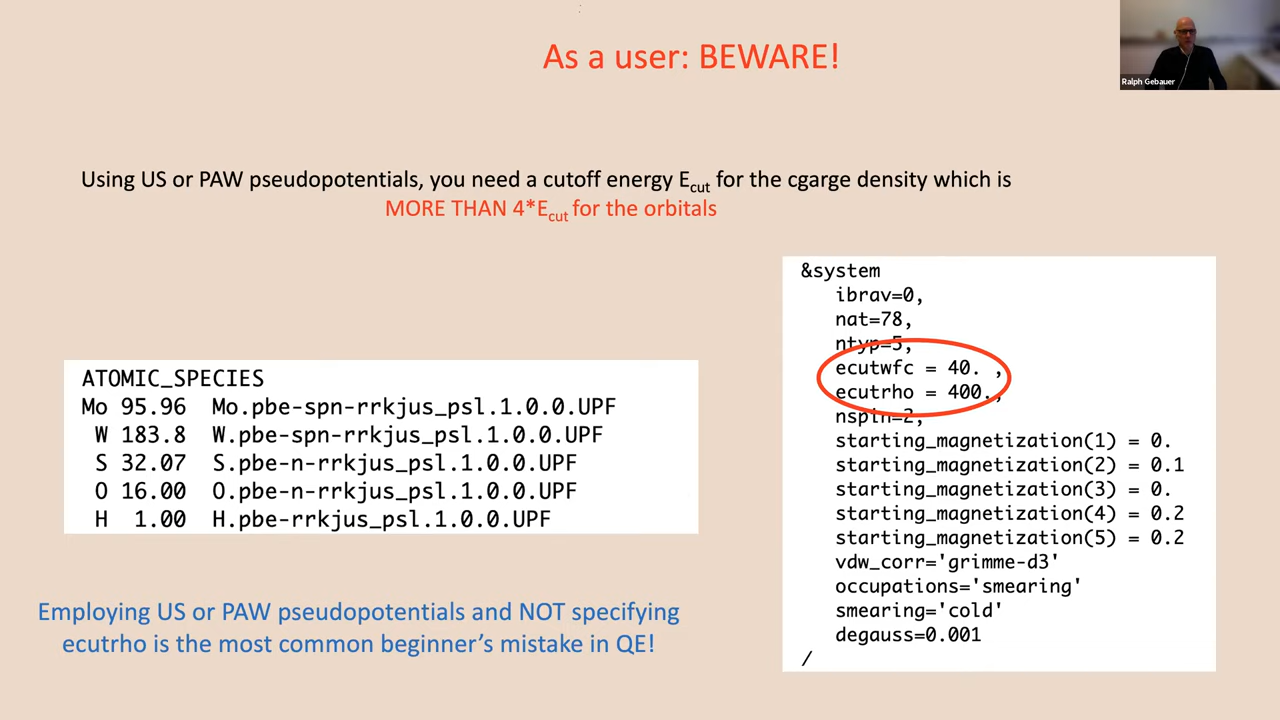 As a user: BEWARE!
Ralph Gebauer
Using US or PAW pseudopotentials, you need a cutoff energy Ecut for the cgarge density which is
MORE THAN 4*Ecut for the orbitals
ATOMIC_SPECIES
Mo 95.96 Mo.pbe-spn-rrkjus_psl.1.0.0.UPF
W 183.8 W.pbe-spn-rrkjus_psl.1.0.0.UPF
S 32.07 S.pbe-n-rrkjus_psl.1.0.0.UPF
O 16.00 O.pbe-n-rrkjus_psl.1.0.0.UPF
H 1.00 H.pbe-rrkjus_psl.1.0.0.UPF
Employing US or PAW pseudopotentials and NOT specifying
ecutrho is the most common beginner's mistake in QE!
&system
ibrav=0,
nat=78,
ntyp=5,
ecutwfc = 40. ,
ecutrho = 400.,
nspin=2,
starting_magnetization(1) = 0.
starting_magnetization(2) = 0.1
starting_magnetization(3) = 0.
starting_magnetization(4) = 0.2
starting_magnetization(5) = 0.2
vdw_corr='grimme-d3'
occupations='smearing'
smearing='cold'
degauss=0.001
/